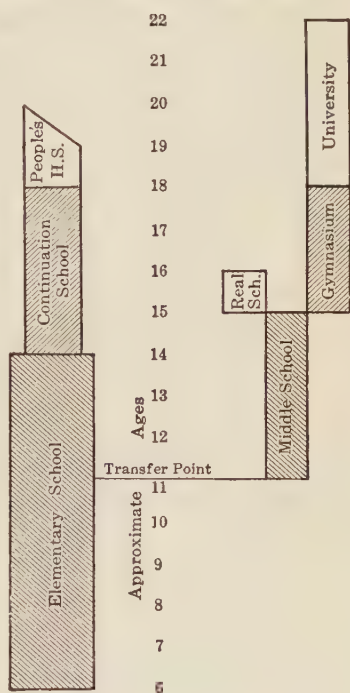 22
21
20
19
18
17
16
15
14
13
12
11
10
9
8
7
6
Approximate Ages
People's
H.S.
Continuation
School
Elementary School
Transfer Point
Real
Sch.
Middle School
Gymnasium
University